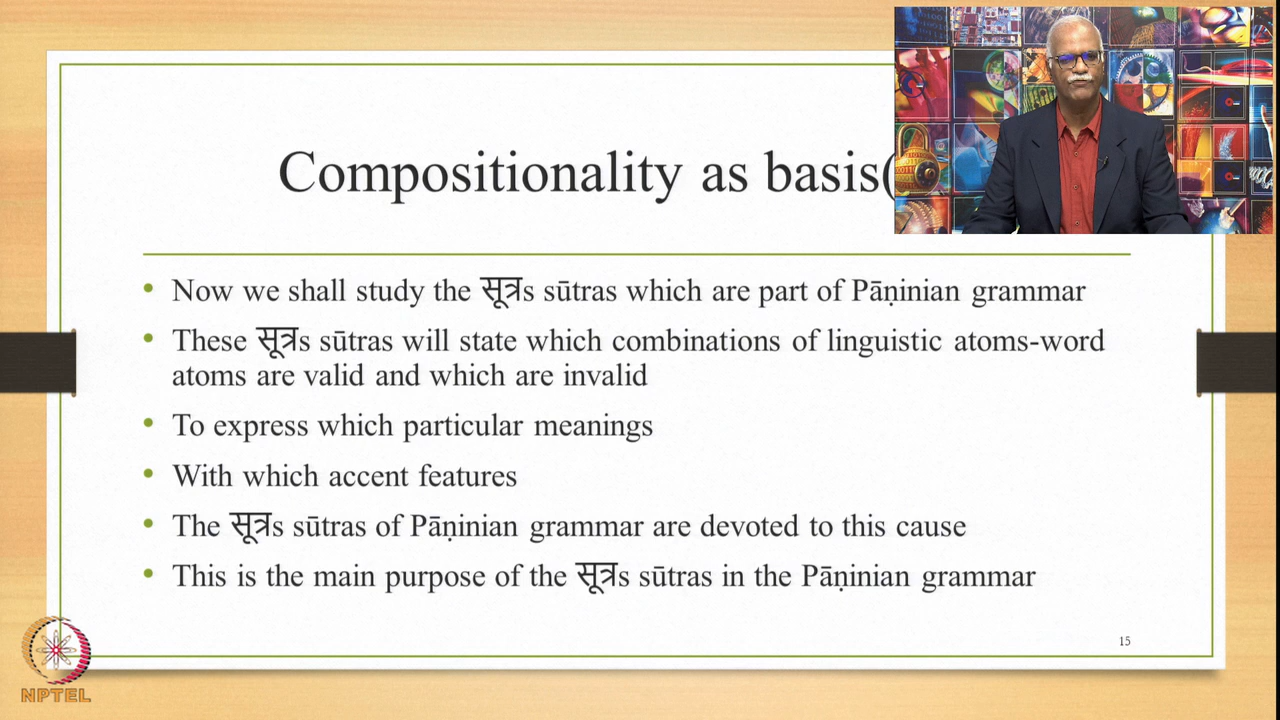 Compositionality as basis(
Now we shall study the सूत्रs sūtras which are part of Pāṇinian grammar
These सूत्रs sūtras will state which combinations of linguistic atoms-word
atoms are valid and which are invalid
To express which particular meanings
With which accent features
The सूत्रs sūtras of Pāṇinian grammar are devoted to this cause
This is the main purpose of the सूत्रs sūtras in the Pāṇinian grammar
15
NPTEL